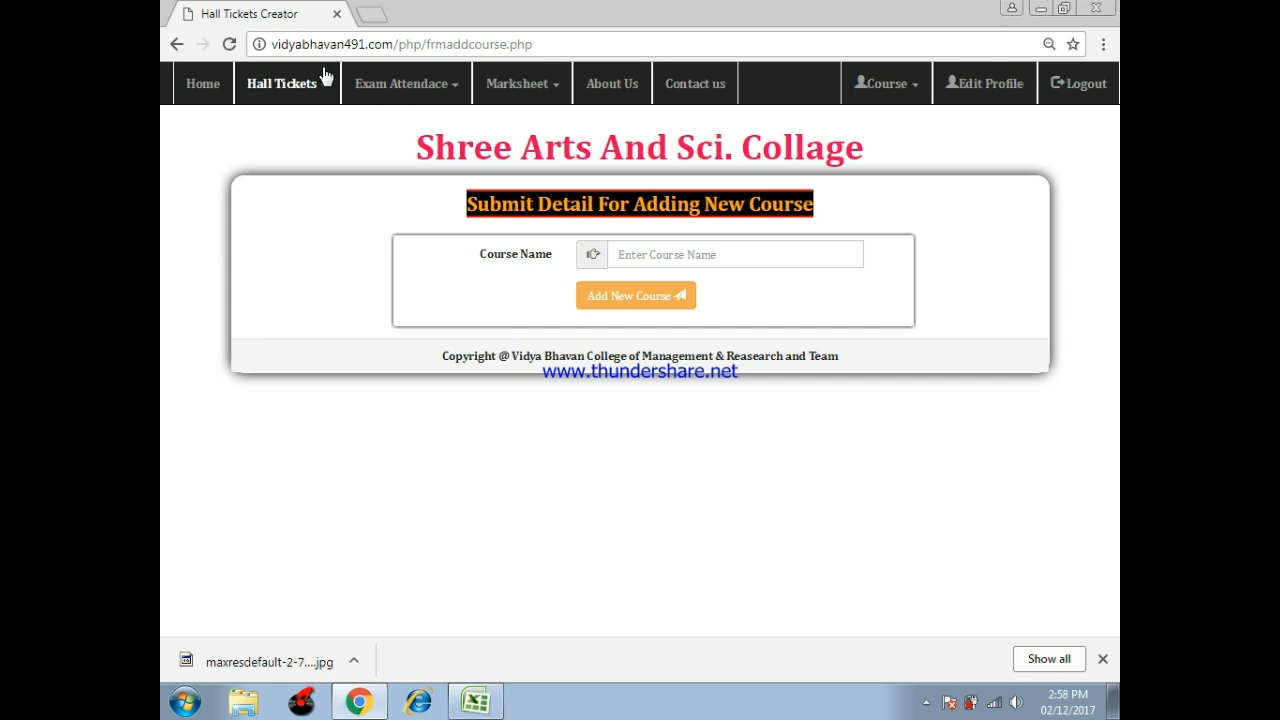 Hall Tickets Creator
vidyabhavan491.com/php/frmaddcourse.php
Home Hall Tickets Exam Attendace Marksheet About Us Contact us Course Edit Profile Logout
Shree Arts And Sci. Collage
Submit Detail For Adding New Course
Course Name Enter Course Name
Add New Course
Copyright @ Vidya Bhavan College of Management & Reasearch and Team
www.thundershare.net
maxresdefault-2-7....jpg Show all
2:58 PM
02/12/2017